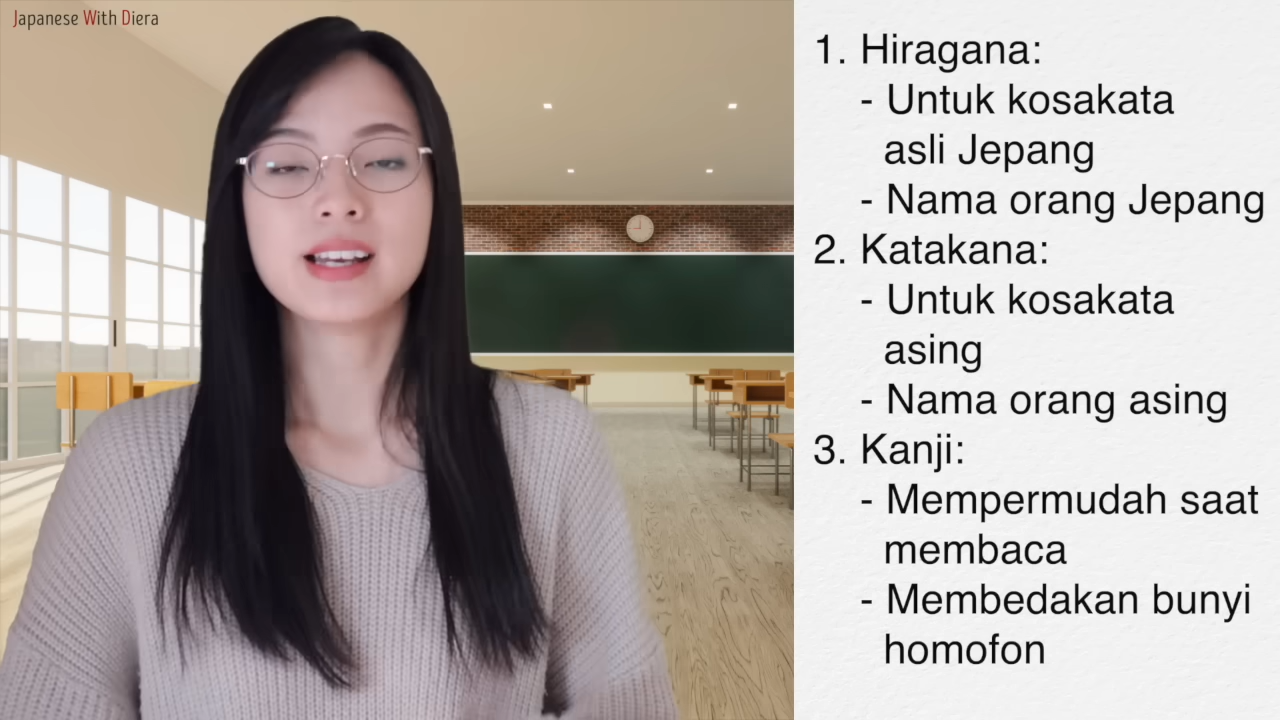 Japanese With Diera
1. Hiragana:
- Untuk kosakata
asli Jepang
- Nama orang Jepang
2. Katakana:
- Untuk kosakata
asing
- Nama orang asing
3. Kanji:
- Mempermudah saat
membaca
- Membedakan bunyi
homofon